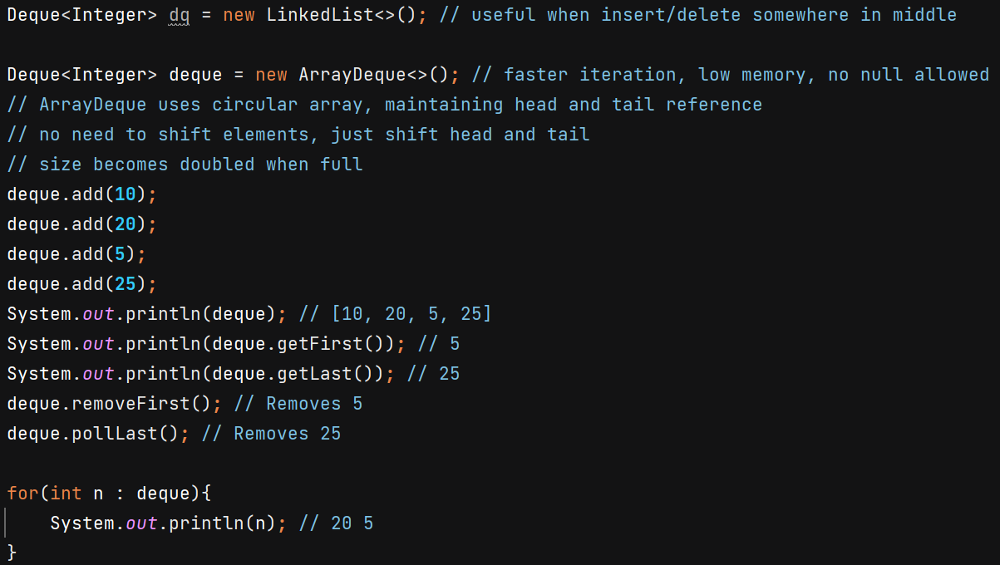 Deque<Integer> dq = new LinkedList<>(); // useful when insert/delete somewhere in middle
Deque<Integer> deque = new ArrayDeque<>(); // faster iteration, low memory, no null allowed
// ArrayDeque uses circular array, maintaining head and tail reference
// no need to shift elements, just shift head and tail
// size becomes doubled when full
deque.add(10);
deque.add(20);
deque.add(5);
deque.add(25);
System.out.println(deque); // [10, 20, 5, 25]
System.out.println(deque.getFirst()); // 5
System.out.println(deque.getLast()); // 25
deque.removeFirst(); // Removes 5
deque.pollLast(); // Removes 25
for(int n : deque){
    System.out.println(n); // 20 5
}